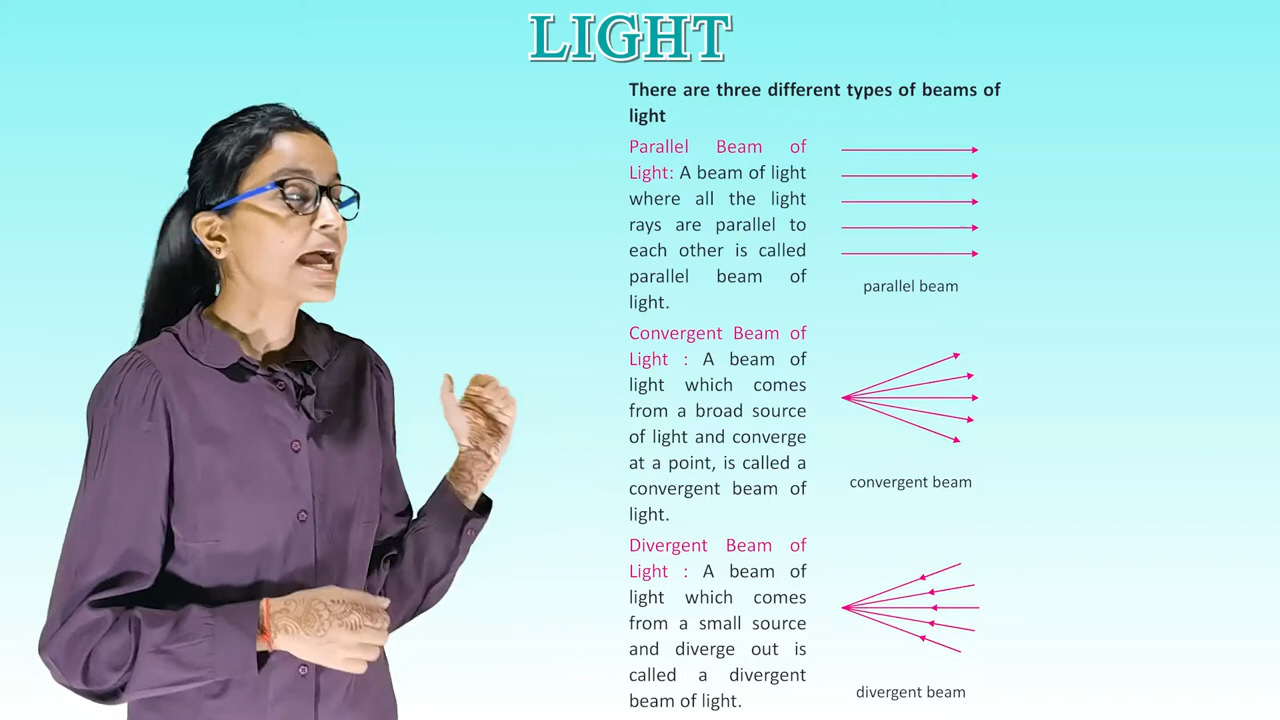 LIGHT
There are three different types of beams of
light
Parallel Beam of
Light: A beam of light
where all the light
rays are parallel to
each other is called
parallel beam of
light.
parallel beam
Convergent Beam of
Light : A beam of
light which comes
from a broad source
of light and converge
at a point, is called a
convergent beam of
light.
convergent beam
Divergent Beam of
Light : A beam of
light which comes
from a small source
and diverge out is
called a divergent
beam of light.
divergent beam